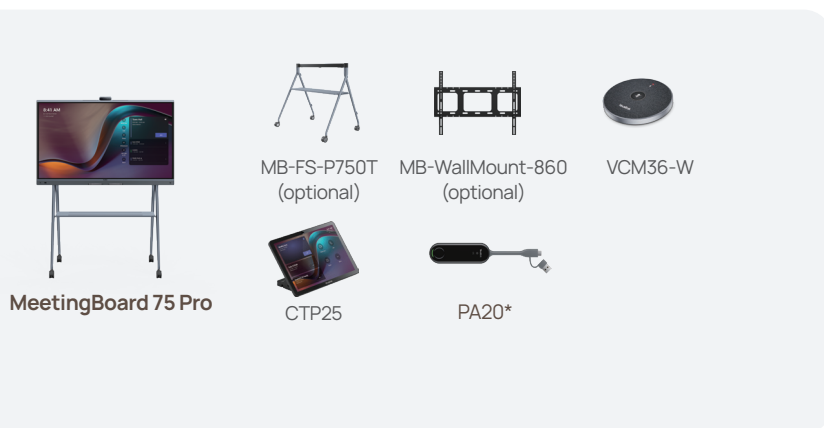 MB-FS-P750T
(optional)
MB-WallMount-860
(optional)
VCM36-W
MeetingBoard 75 Pro
CTP25
PA20*